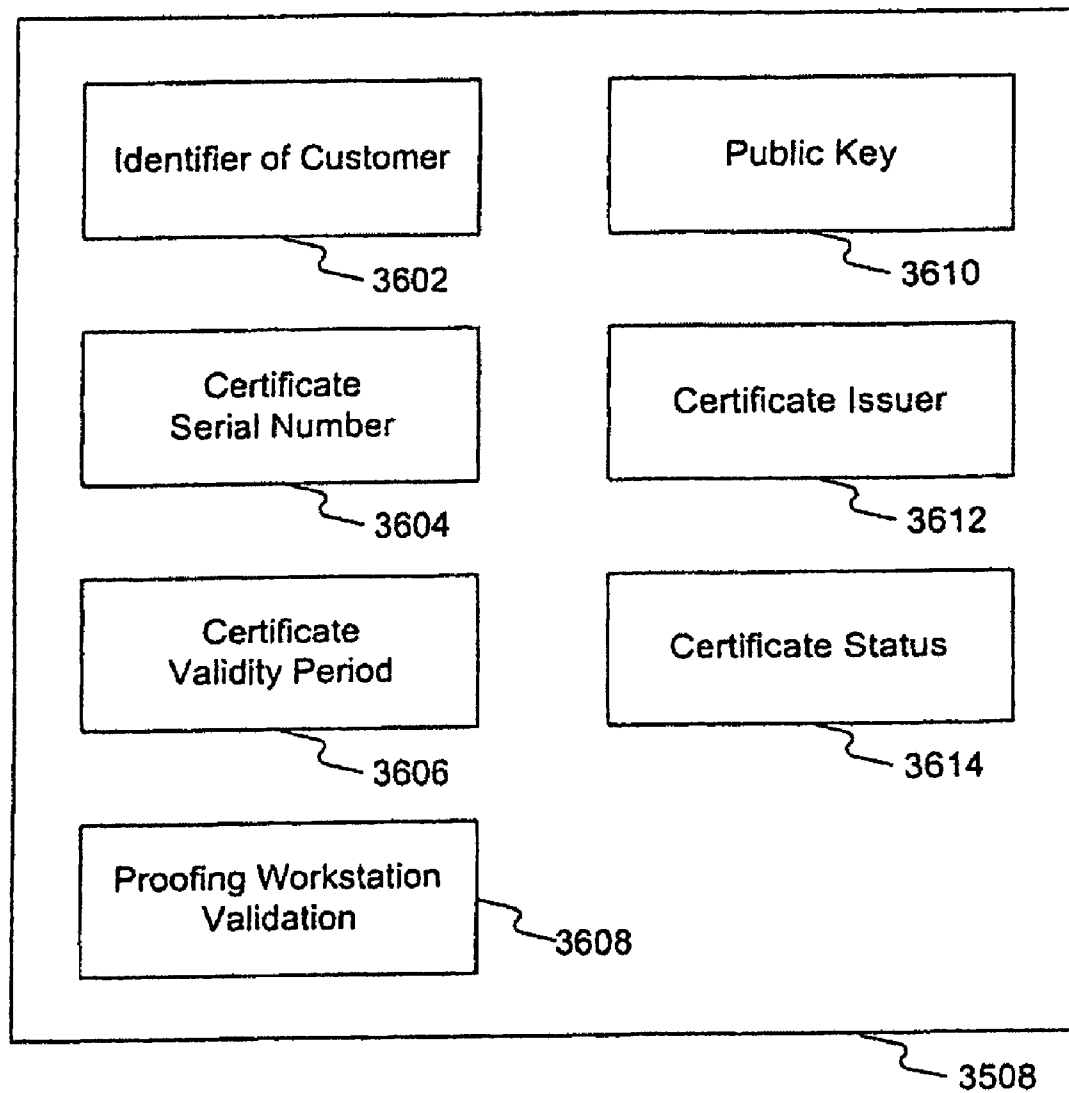 Identifier of Customer
3602
Public Key
3610
Certificate
Serial Number
3604
Certificate Issuer
3612
Certificate
Validity Period
3606
Certificate Status
3614
Proofing Workstation
Validation
3608
3508